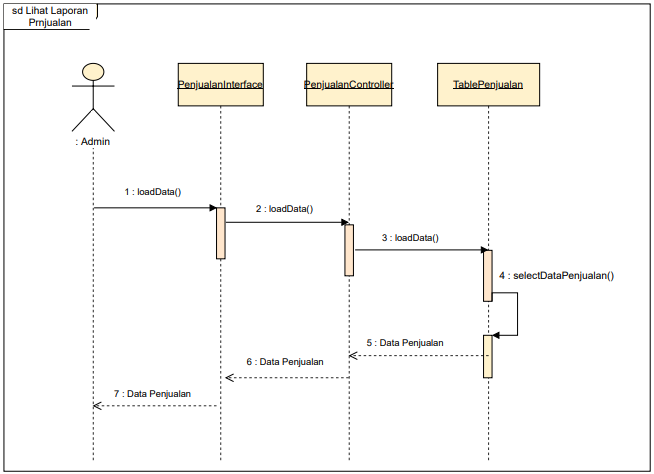 sd Lihat Laporan
Prnjualan
PenjualanInterface
PenjualanController
TablePenjualan
: Admin
1 : loadData()
2 : loadData()
3 : loadData()
4 : selectDataPenjualan()
5 : Data Penjualan
6 : Data Penjualan
7 : Data Penjualan